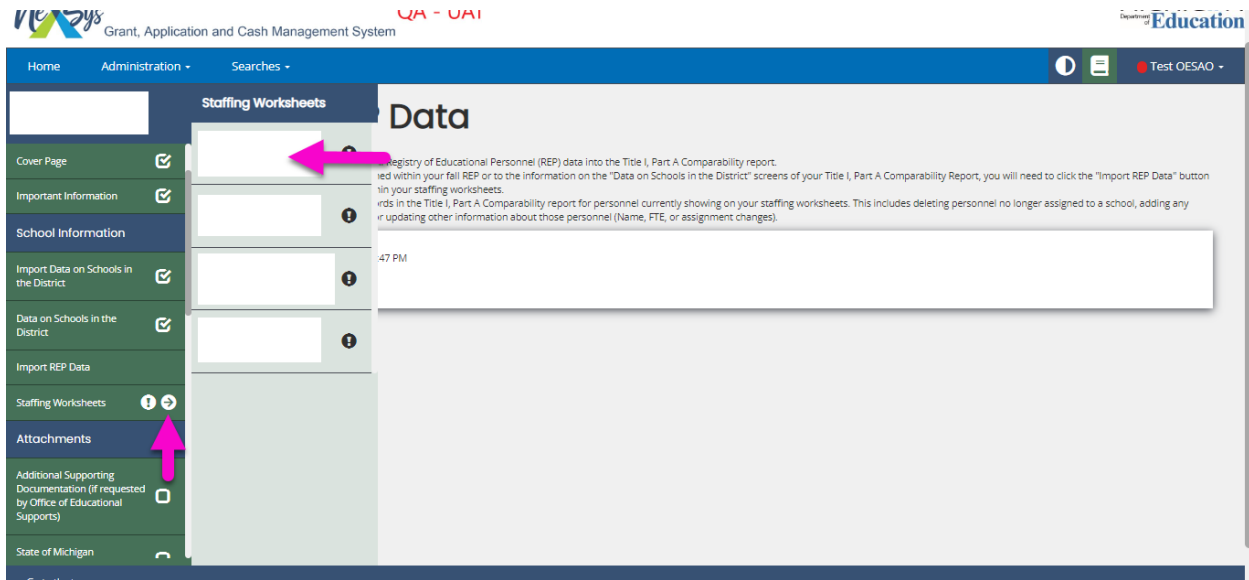 NexSys
QA - UAT
Grant, Application and Cash Management System
Department of Education
Home Administration Searches Test OESAO
Staffing Worksheets
Data
Cover Page
Important Information
School Information
Import Data on Schools in
the District
Data on Schools in the
District
Import REP Data
Staffing Worksheets
Attachments
Additional Supporting
Documentation (if requested
by Office of Educational
Supports)
State of Michigan
Registry of Educational Personnel (REP) data into the Title I, Part A Comparability report.
within your fall REP or to the information on the "Data on Schools in the District" screens of your Title I, Part A Comparability Report, you will need to click the "Import REP Data" button
your staffing worksheets.
in the Title I, Part A Comparability report for personnel currently showing on your staffing worksheets. This includes deleting personnel no longer assigned to a school, adding any
r updating other information about those personnel (Name, FTE, or assignment changes).
:47 PM